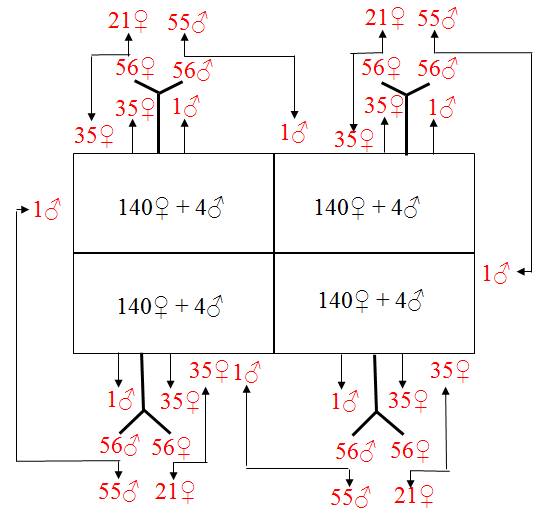 21♀ 55♂ 21♀ 55♂
56♀ 56♂ 56♀ 56♂
35♀ 1♂ 35♀ 1♂
35♀ 1♂ 35♀
140♀ + 4♂ 140♀ + 4♂
1♂
1♂
140♀ + 4♂ 140♀ + 4♂
35♀ 1♂ 35♀
1♂ 35♀ 1♂ 35♀
56♂ 56♀ 56♂ 56♀
55♂ 21♀ 55♂ 21♀